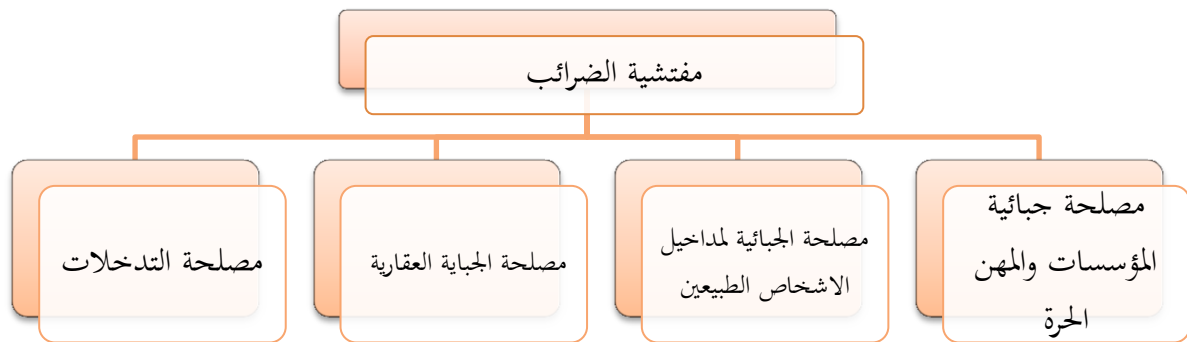 مفتشية الضرائب
مصلحة جبائية
المؤسسات والمهن
الحرة
مصلحة الجبائية لمداخيل
الاشخاص الطبيعين
مصلحة الجباية العقارية
مصلحة التدخلات